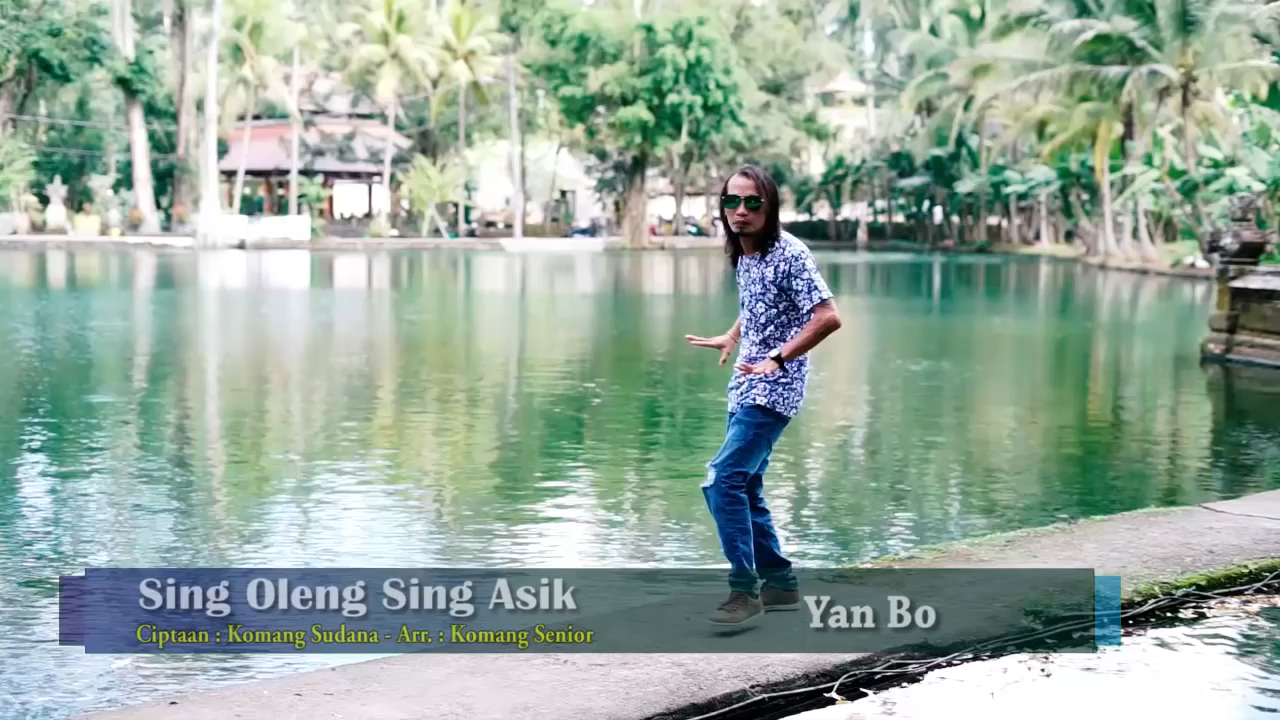 Sing Oleng Sing Asik
Yan Bo
Ciptaan : Komang Sudana - Arr. : Komang Senior